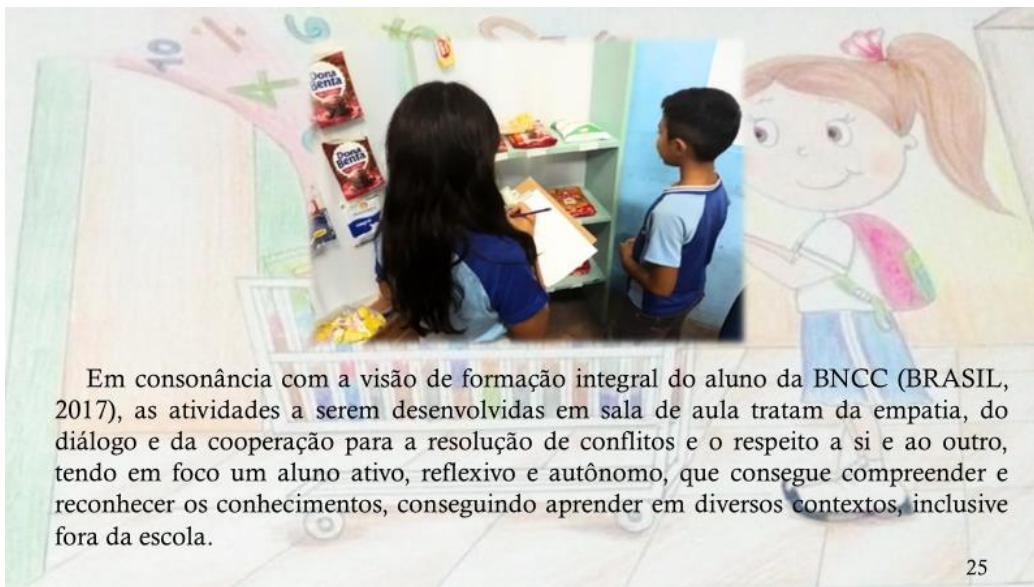 10
Dona
Benta
Dona
Benta
Em consonância com a visão de formação integral do aluno da BNCC (BRASIL,
2017), as atividades a serem desenvolvidas em sala de aula tratam da empatia, do
diálogo e da cooperação para a resolução de conflitos e o respeito a si e ao outro,
tendo em foco um aluno ativo, reflexivo e autônomo, que consegue compreender e
reconhecer os conhecimentos, conseguindo aprender em diversos contextos, inclusive
fora da escola.
25